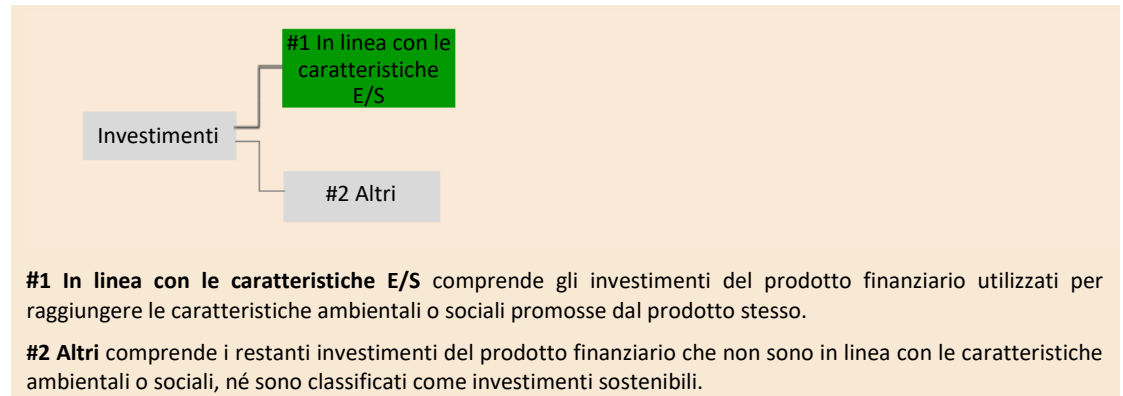 #1 In linea con le
caratteristiche
E/S
Investimenti
#2 Altri
#1 In linea con le caratteristiche E/S comprende gli investimenti del prodotto finanziario utilizzati per
raggiungere le caratteristiche ambientali o sociali promosse dal prodotto stesso.
#2 Altri comprende i restanti investimenti del prodotto finanziario che non sono in linea con le caratteristiche
ambientali o sociali, né sono classificati come investimenti sostenibili.